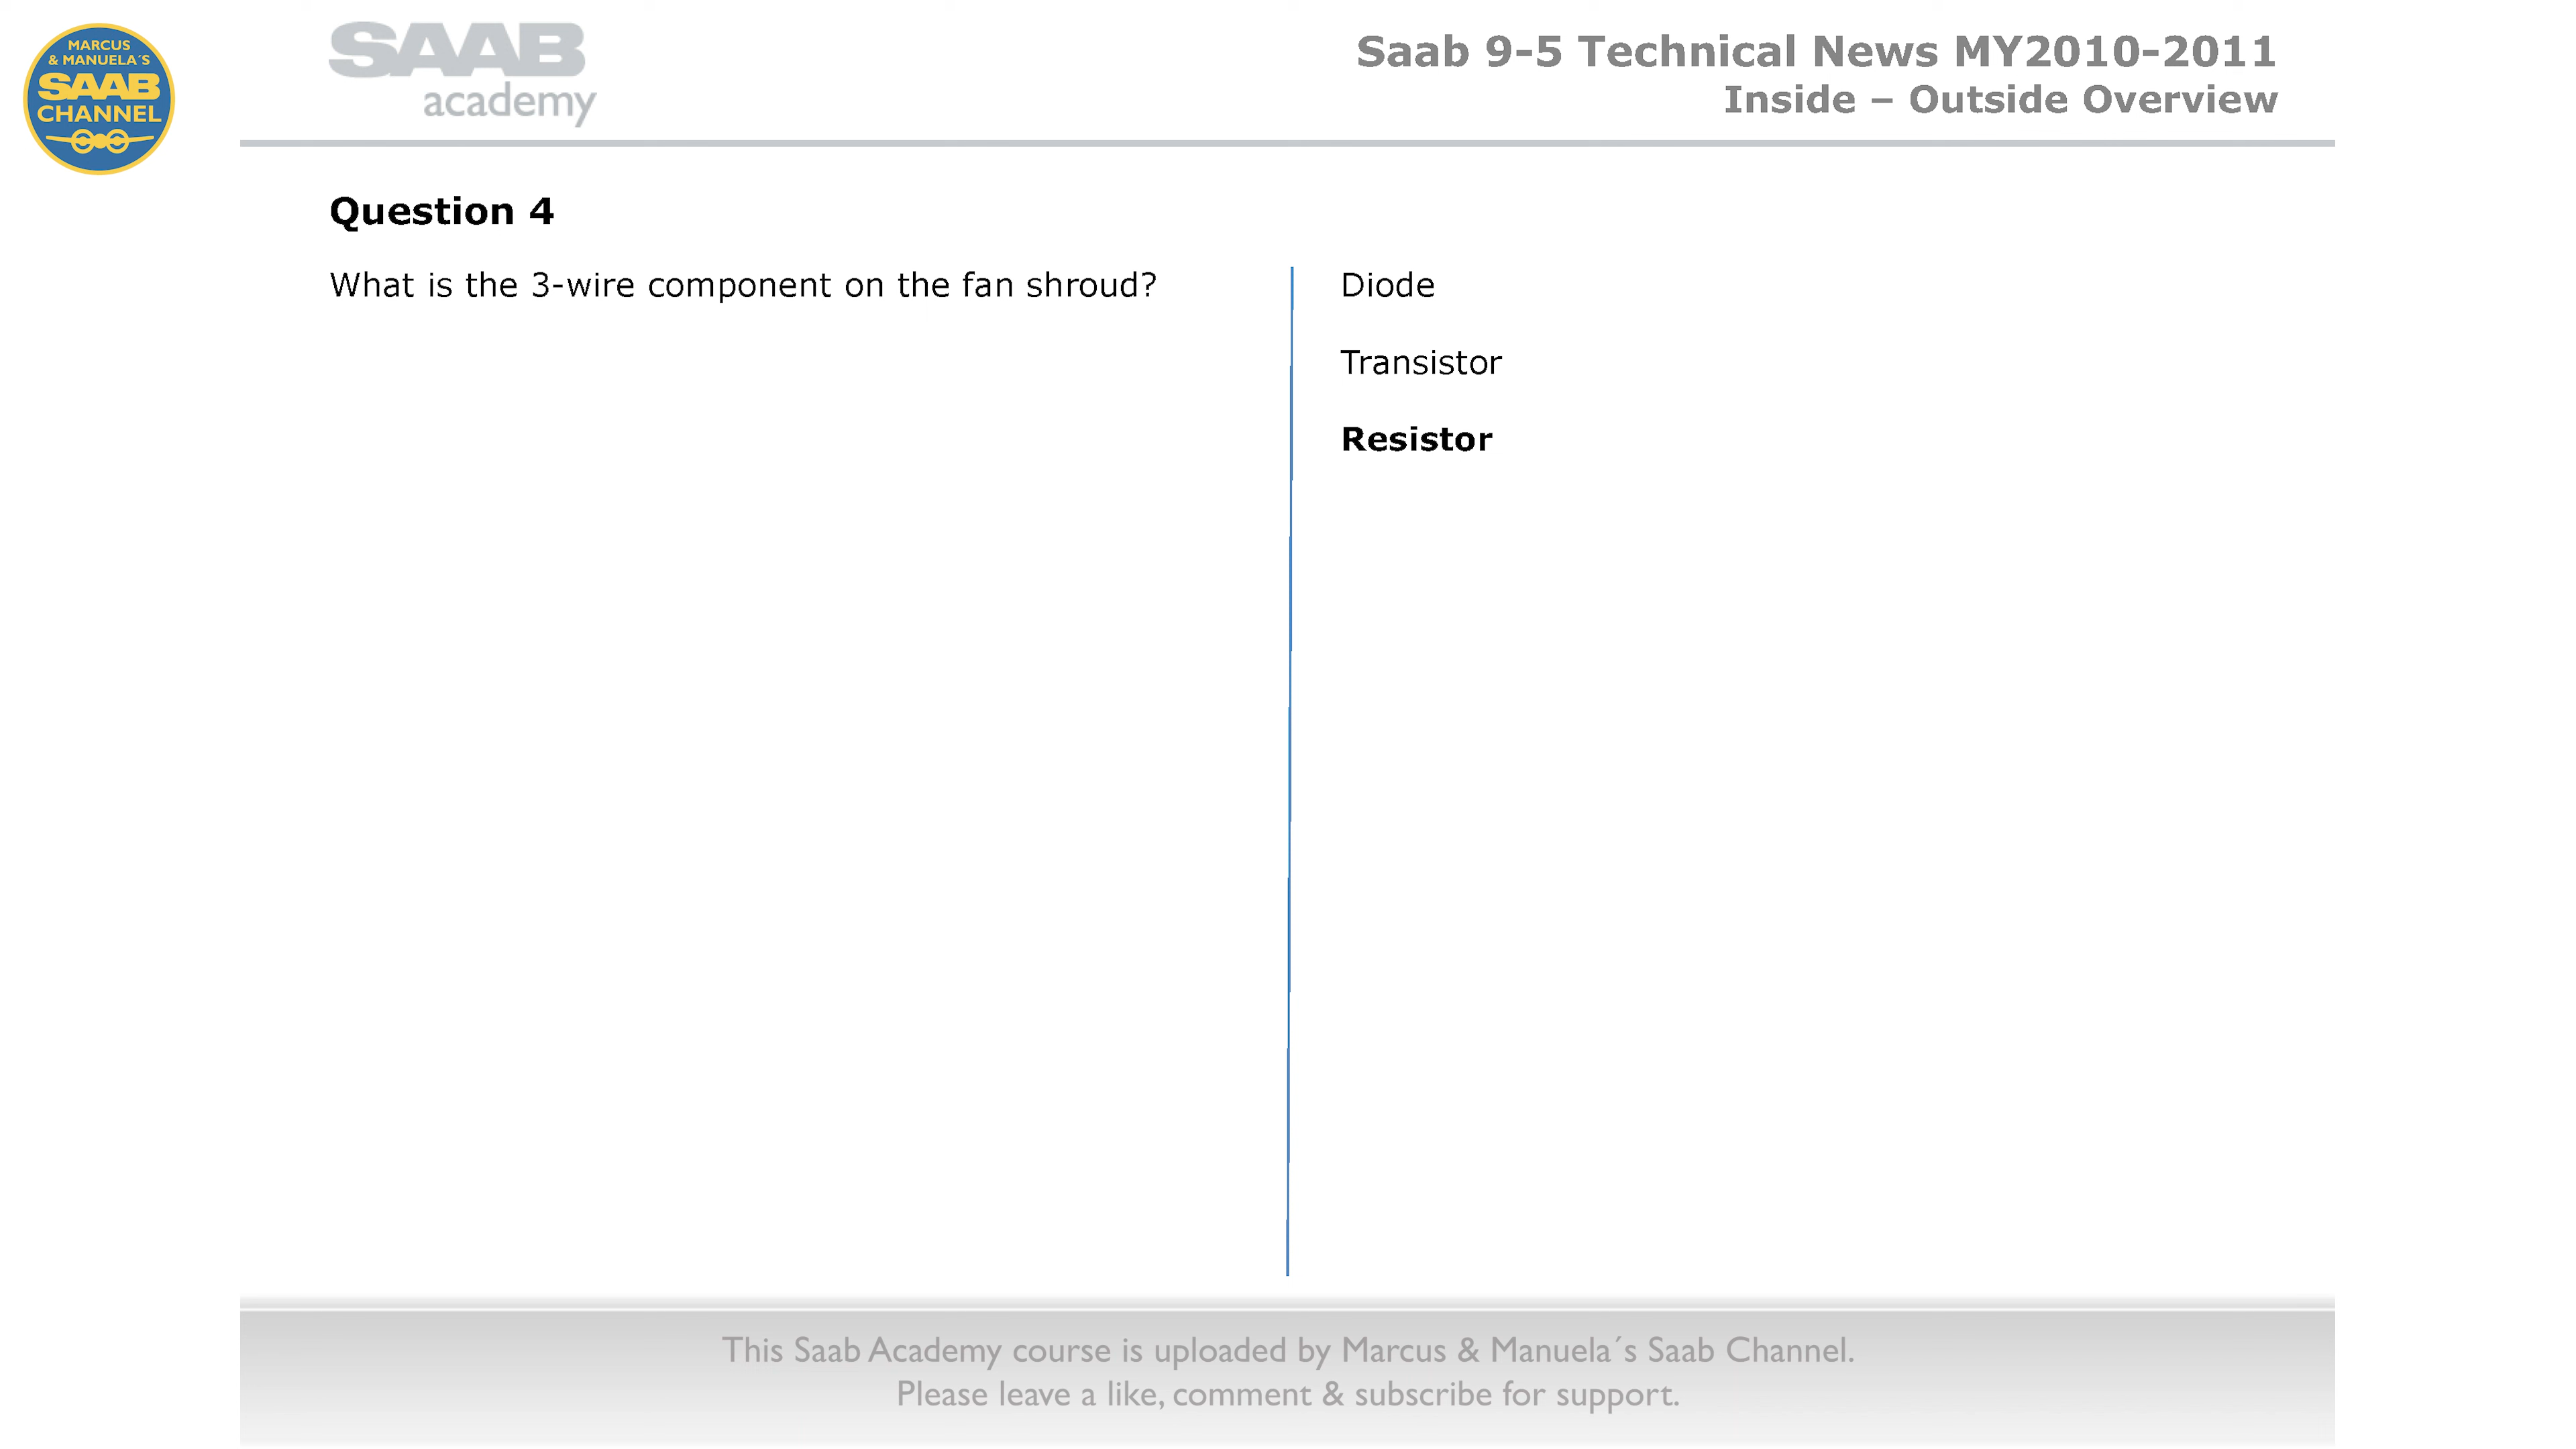 MARCUS
& MANUELA´S
SAAB
CHANNEL
SAAB
academy
Saab 9-5 Technical News MY2010-2011
Inside – Outside Overview
Question 4
What is the 3-wire component on the fan shroud?
Diode
Transistor
Resistor
This Saab Academy course is uploaded by Marcus & Manuela´s Saab Channel.
Please leave a like, comment & subscribe for support.